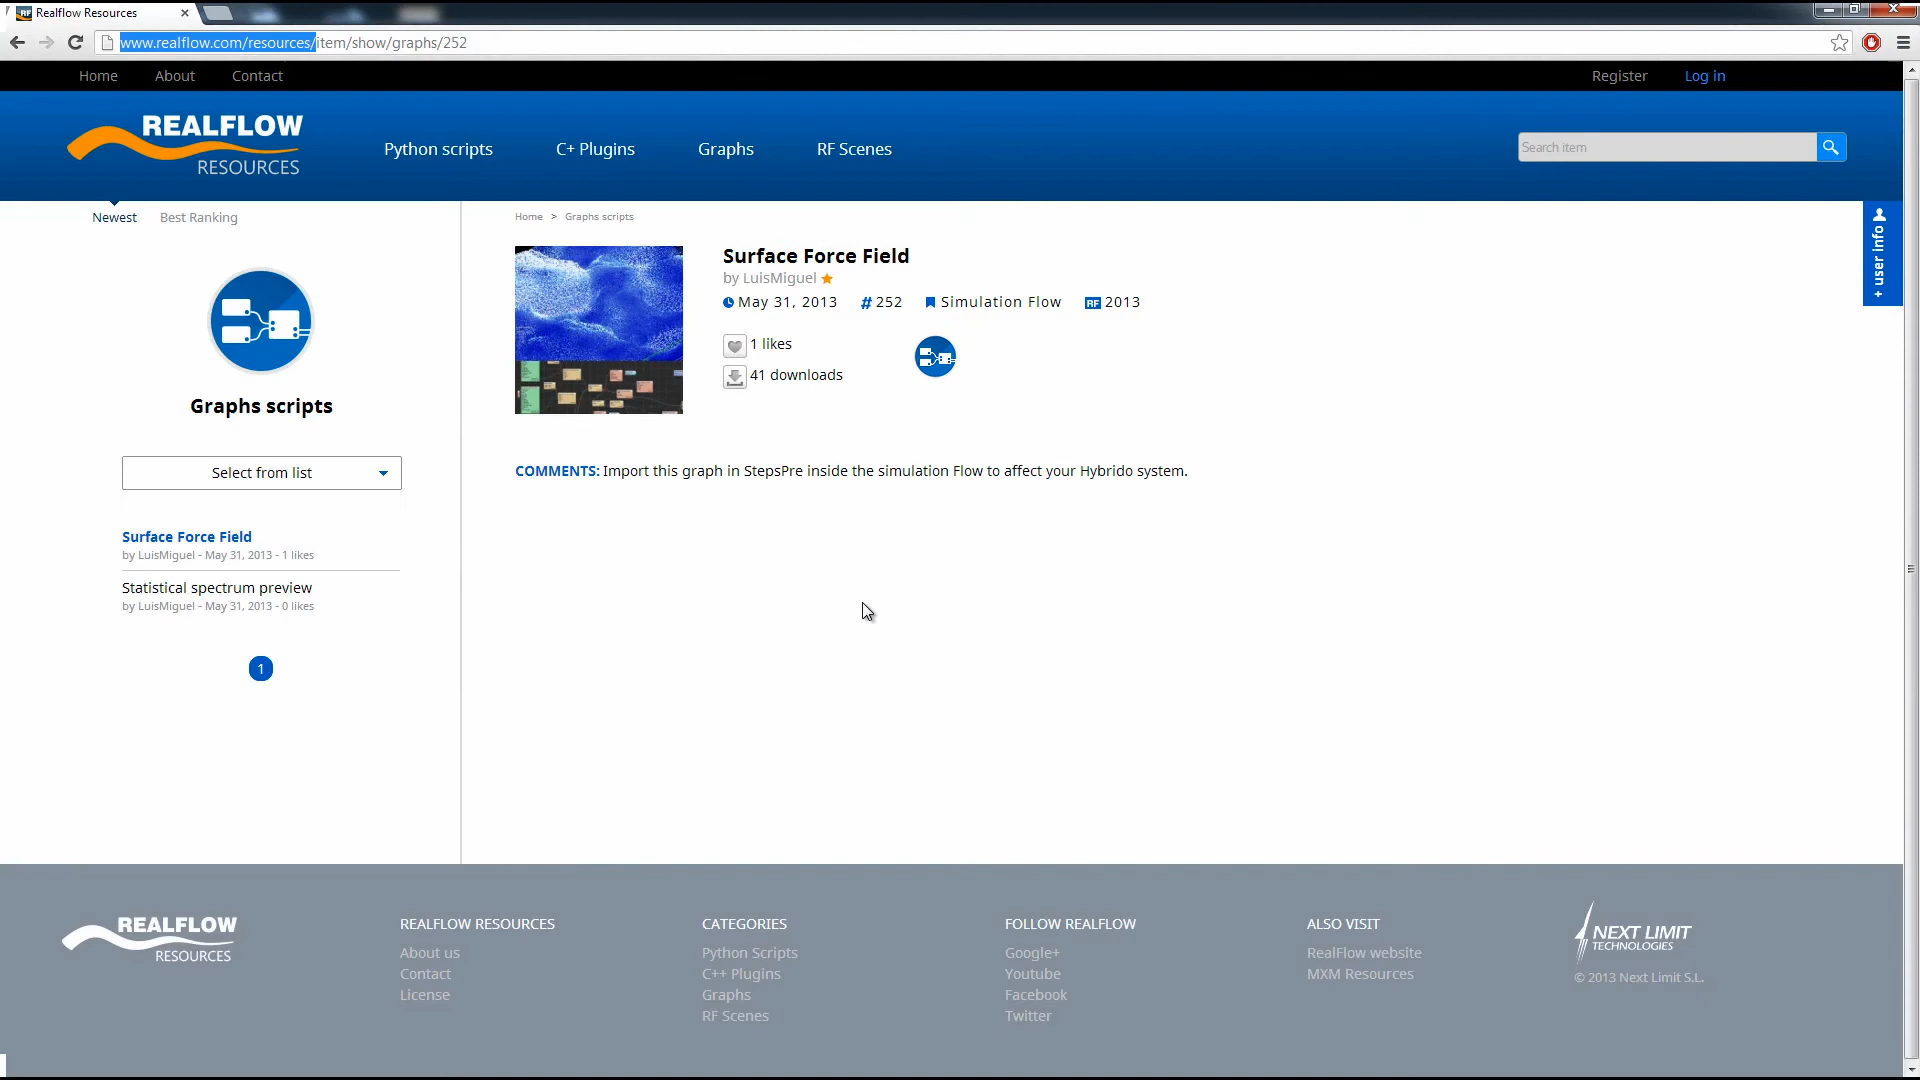 Realflow Resources
www.realflow.com/resources/item/show/graphs/252
Home About Contact Register Log in
REALFLOW
RESOURCES
Python scripts C+ Plugins Graphs RF Scenes
Search item
Newest Best Ranking
+ user info
Home > Graphs scripts
Surface Force Field
by LuisMiguel
May 31, 2013 # 252 Simulation Flow RF 2013
1 likes
41 downloads
COMMENTS: Import this graph in StepsPre inside the simulation Flow to affect your Hybrido system.
Graphs scripts
Select from list
Surface Force Field
by LuisMiguel - May 31, 2013 - 1 likes
Statistical spectrum preview
by LuisMiguel - May 31, 2013 - 0 likes
1
REALFLOW
RESOURCES
REALFLOW RESOURCES
About us
Contact
License
CATEGORIES
Python Scripts
C++ Plugins
Graphs
RF Scenes
FOLLOW REALFLOW
Google+
Youtube
Facebook
Twitter
ALSO VISIT
RealFlow website
MXM Resources
NEXT LIMIT
TECHNOLOGIES
© 2013 Next Limit S.L.